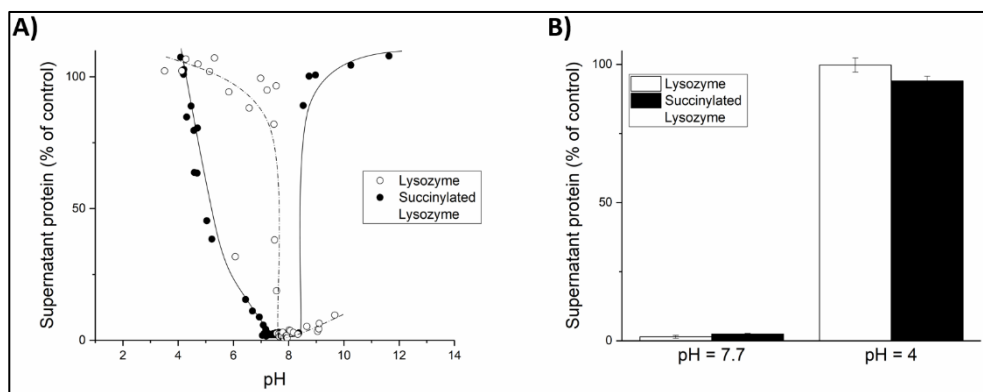 A)
Supernatant protein (% of control)
100
50
0
2
4
6
8
10
12
14
pH
Lysozyme
Succinylated
Lysozyme
B)
Supernatant protein (% of control)
100
50
0
Lysozyme
Succinylated
Lysozyme
pH = 7.7
pH = 4